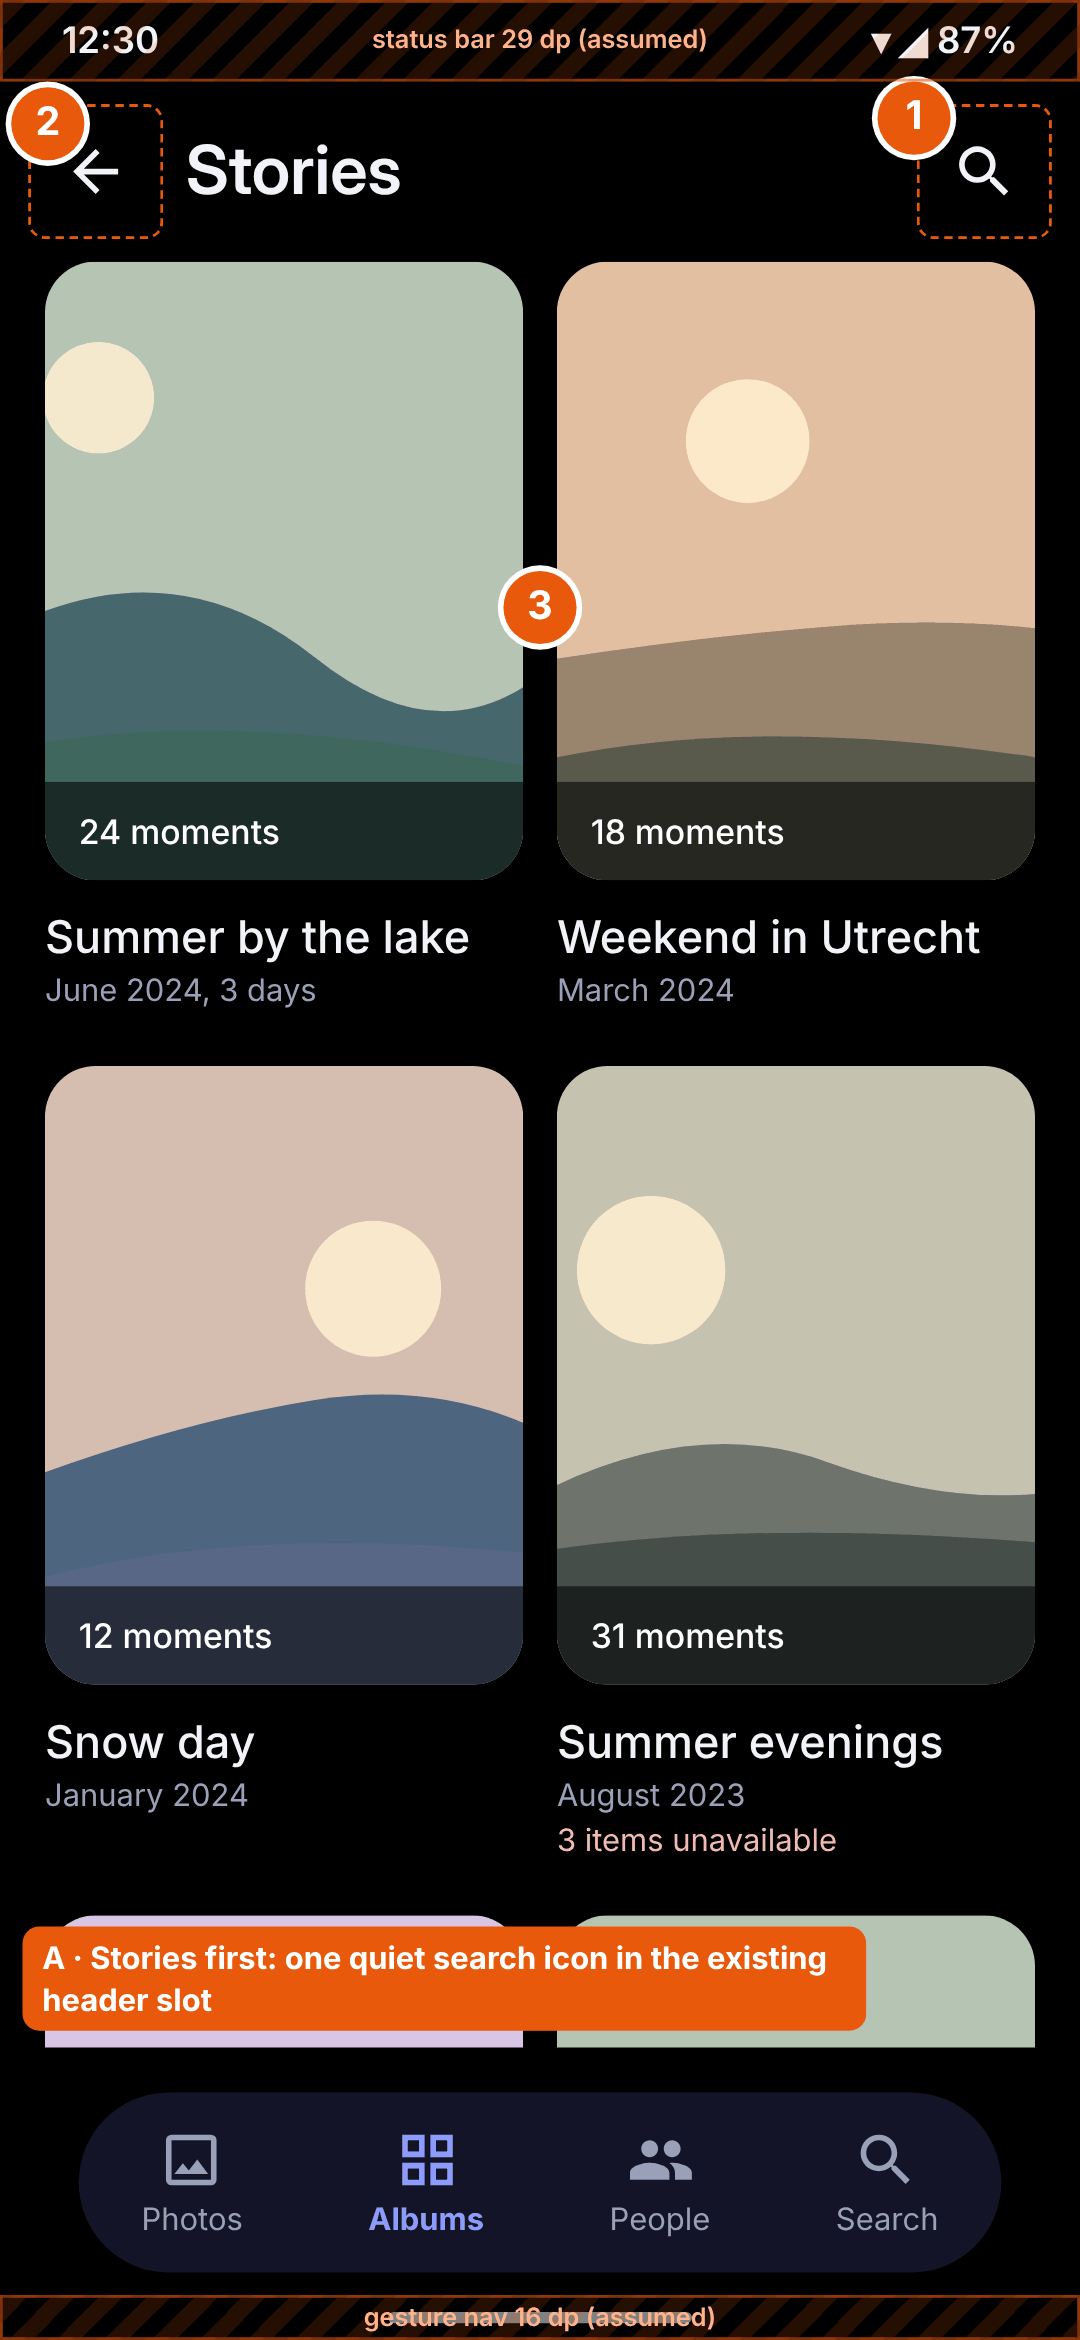 12:30
status bar 29 dp (assumed)
87%
2
1
Stories
3
24 moments
18 moments
Summer by the lake
Weekend in Utrecht
June 2024, 3 days
March 2024
12 moments
31 moments
Snow day
Summer evenings
January 2024
August 2023
3 items unavailable
A · Stories first: one quiet search icon in the existing
header slot
Photos
Albums
People
Search
gesture nav 16 dp (assumed)